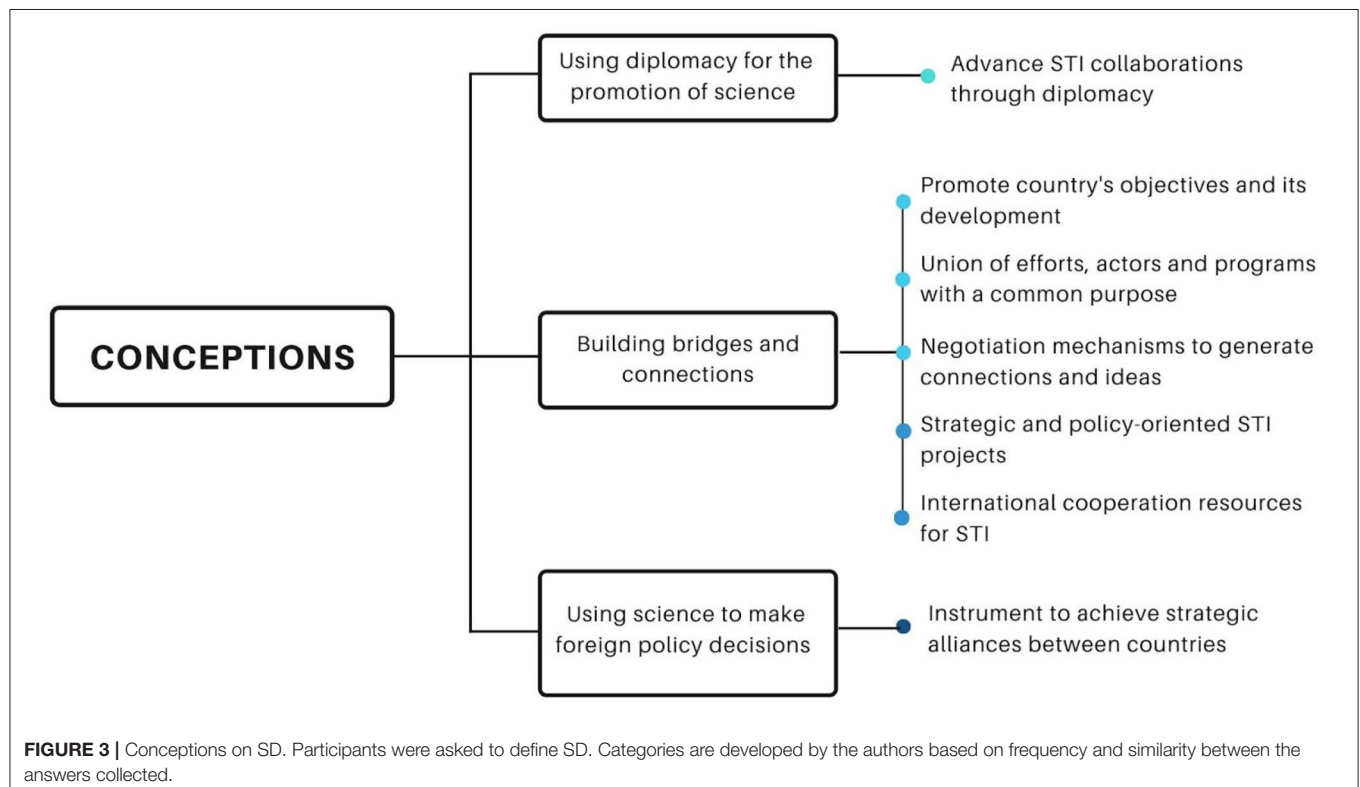 Using diplomacy for the
promotion of science
Advance STI collaborations
through diplomacy
CONCEPTIONS
Building bridges and
connections
Promote country's objectives and its
development
Union of efforts, actors and programs
with a common purpose
Negotiation mechanisms to generate
connections and ideas
Strategic and policy-oriented STI
projects
International cooperation resources
for STI
Using science to make
foreign policy decisions
Instrument to achieve strategic
alliances between countries
FIGURE 3 | Conceptions on SD. Participants were asked to define SD. Categories are developed by the authors based on frequency and similarity between the
answers collected.